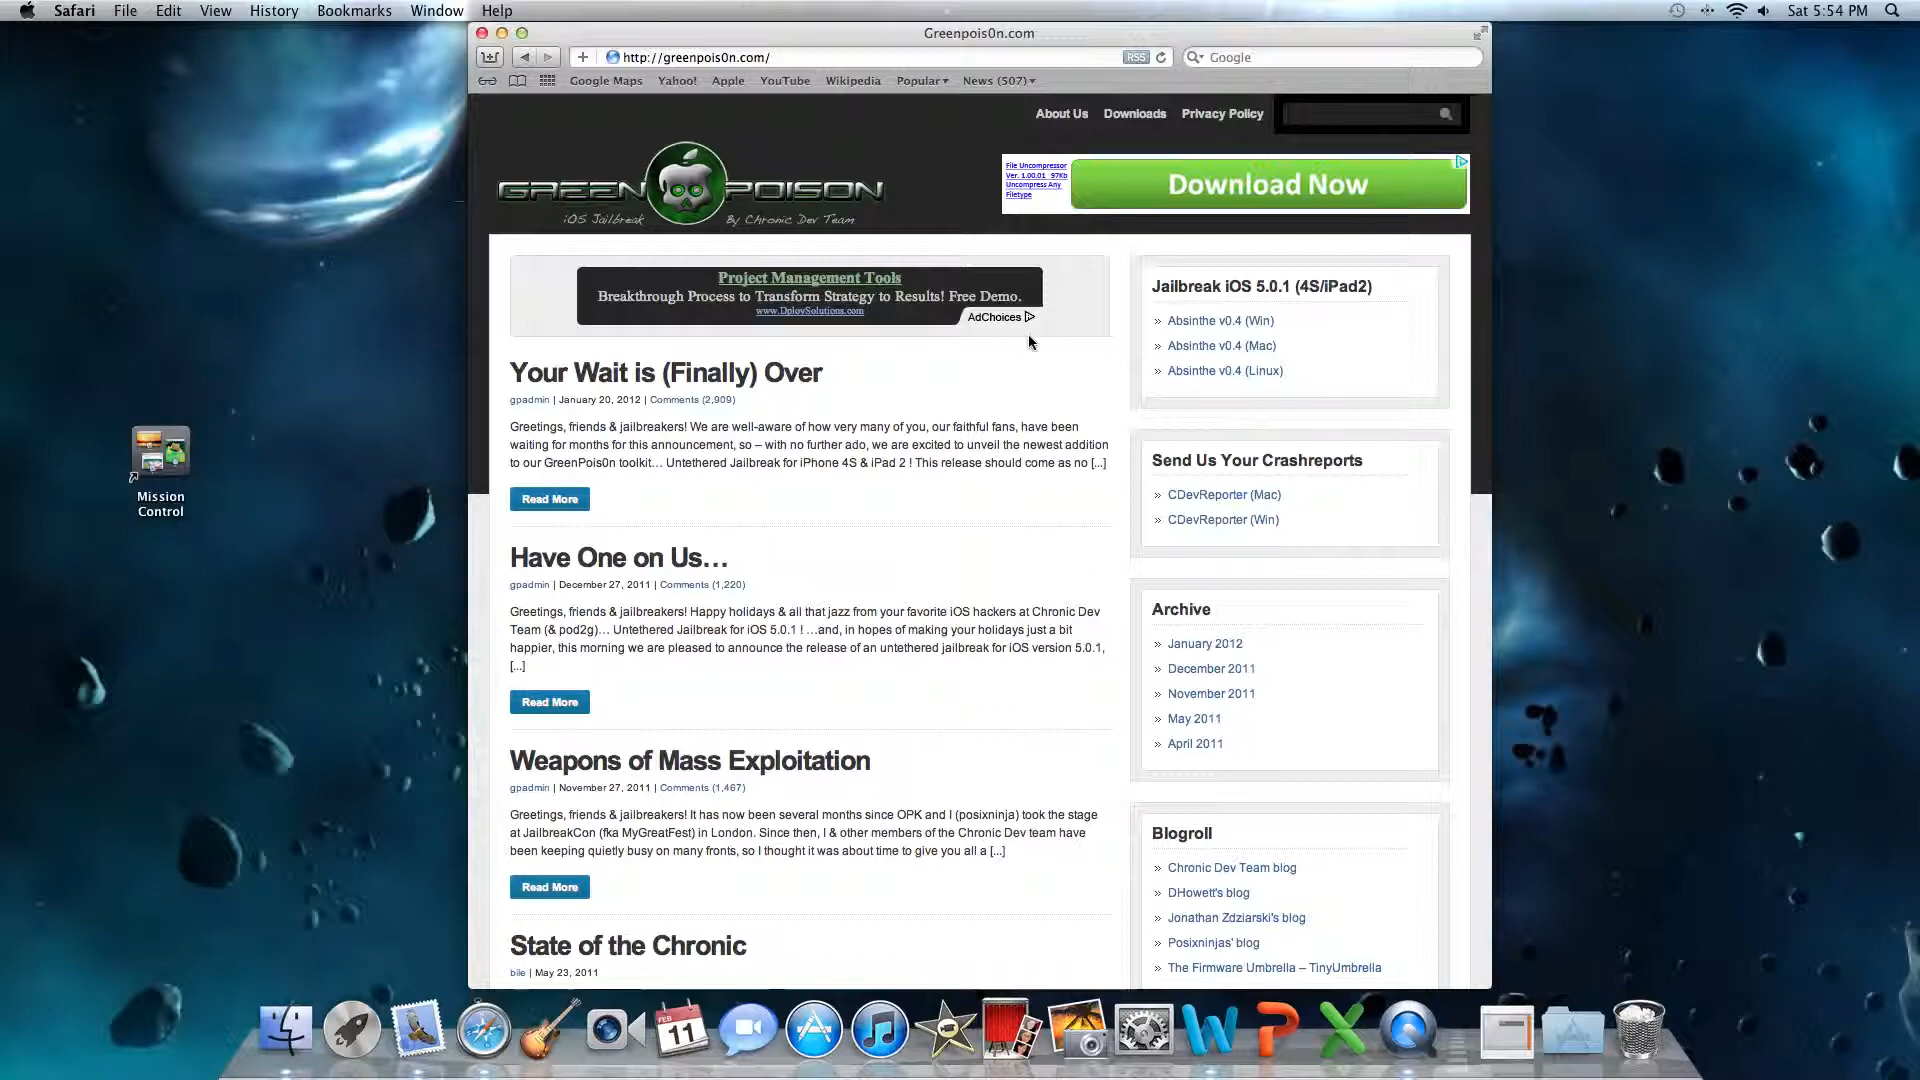 Safari File Edit View History Bookmarks Window Help
Sat 5:54 PM
Greenpois0n.com
http://greenpois0n.com/
RSS
Google
Google Maps Yahoo! Apple YouTube Wikipedia Popular News (507)
About Us Downloads Privacy Policy
GREEN POISON
iOS Jailbreak By Chronic Dev Team
File Uncompressor
Ver. 1.00.01 97Kb
Uncompress Any
Filetype
Download Now
Project Management Tools
Breakthrough Process to Transform Strategy to Results! Free Demo.
www.DploySolutions.com
AdChoices
Your Wait is (Finally) Over
gpadmin | January 20, 2012 | Comments (2,909)
Greetings, friends & jailbreakers! We are well-aware of how very many of you, our faithful fans, have been
waiting for months for this announcement, so – with no further ado, we are excited to unveil the newest addition
to our GreenPois0n toolkit… Untethered Jailbreak for iPhone 4S & iPad 2 ! This release should come as no [...]
Read More
Have One on Us…
gpadmin | December 27, 2011 | Comments (1,220)
Greetings, friends & jailbreakers! Happy holidays & all that jazz from your favorite iOS hackers at Chronic Dev
Team (& pod2g)… Untethered Jailbreak for iOS 5.0.1 ! …and, in hopes of making your holidays just a bit
happier, this morning we are pleased to announce the release of an untethered jailbreak for iOS version 5.0.1,
[...]
Read More
Weapons of Mass Exploitation
gpadmin | November 27, 2011 | Comments (1,467)
Greetings, friends & jailbreakers! It has now been several months since OPK and I (posixninja) took the stage
at JailbreakCon (fka MyGreatFest) in London. Since then, I & other members of the Chronic Dev team have
been keeping quietly busy on many fronts, so I thought it was about time to give you all a [...]
Read More
State of the Chronic
bile | May 23, 2011
Jailbreak iOS 5.0.1 (4S/iPad2)
» Absinthe v0.4 (Win)
» Absinthe v0.4 (Mac)
» Absinthe v0.4 (Linux)
Send Us Your Crashreports
» CDevReporter (Mac)
» CDevReporter (Win)
Archive
» January 2012
» December 2011
» November 2011
» May 2011
» April 2011
Blogroll
» Chronic Dev Team blog
» DHowett's blog
» Jonathan Zdziarski's blog
» Posixninjas' blog
» The Firmware Umbrella – TinyUmbrella
Mission
Control
FEB
11